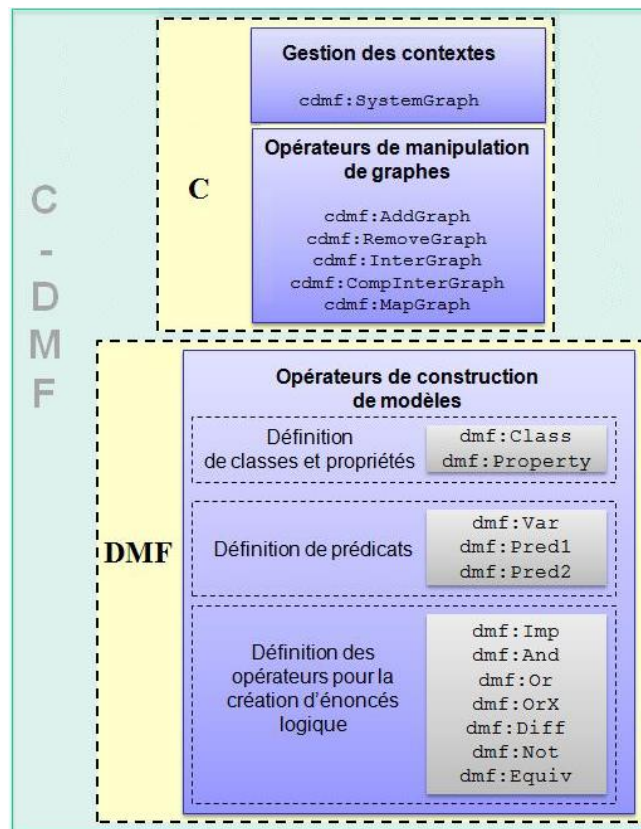 C
-
D
M
F
C
Gestion des contextes
cdmf:SystemGraph
Opérateurs de manipulation
de graphes
cdmf:AddGraph
cdmf:RemoveGraph
cdmf:InterGraph
cdmf:CompInterGraph
cdmf:MapGraph
DMF
Opérateurs de construction
de modèles
Définition
de classes et propriétés
dmf:Class
dmf:Property
Définition de prédicats
dmf:Var
dmf:Pred1
dmf:Pred2
Définition des
opérateurs pour la
création d'énoncés
logique
dmf:Imp
dmf:And
dmf:Or
dmf:OrX
dmf:Diff
dmf:Not
dmf:Equiv